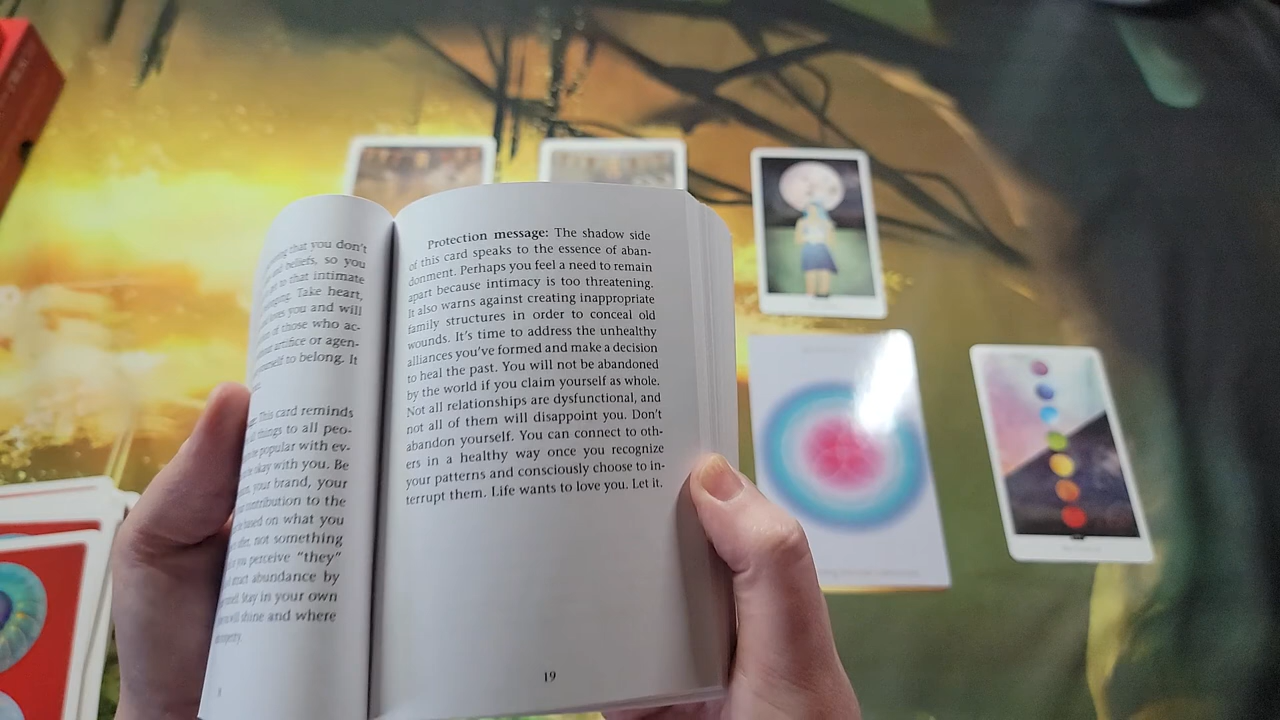 that you don't
beliefs, so you
to that intimate
Take heart,
you and will
of those who ac-
artifice or agen-
to belong. It
This card reminds
things to all peo-
popular with ev-
okay with you. Be
your brand, your
contribution to the
based on what you
not something
you perceive “they”
abundance by
Stay in your own
will shine and where
Protection message: The shadow side
of this card speaks to the essence of aban-
donment. Perhaps you feel a need to remain
apart because intimacy is too threatening.
It also warns against creating inappropriate
family structures in order to conceal old
wounds. It's time to address the unhealthy
alliances you've formed and make a decision
to heal the past. You will not be abandoned
by the world if you claim yourself as whole.
Not all relationships are dysfunctional, and
not all of them will disappoint you. Don't
abandon yourself. You can connect to oth-
ers in a healthy way once you recognize
your patterns and consciously choose to in-
terrupt them. Life wants to love you. Let it.
19